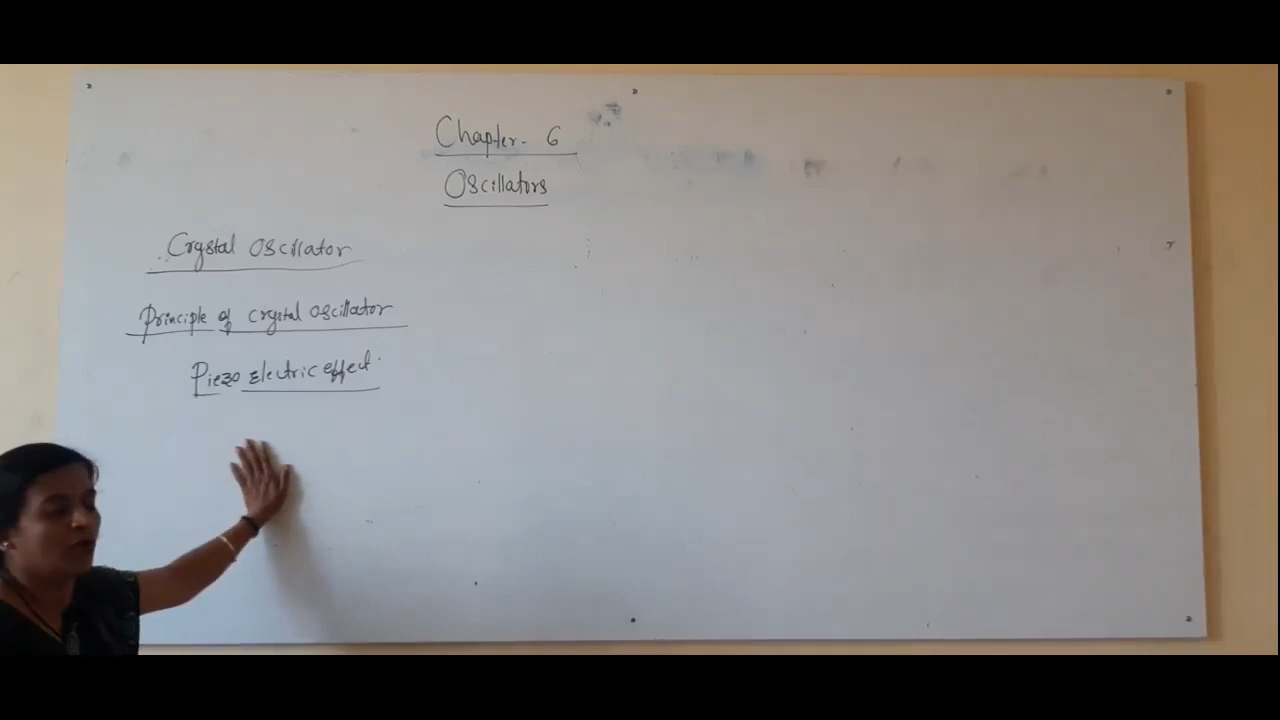 Chapter - 6
Oscillators
Crystal Oscillator
Principle of crystal oscillator
Piezo Electric effect.